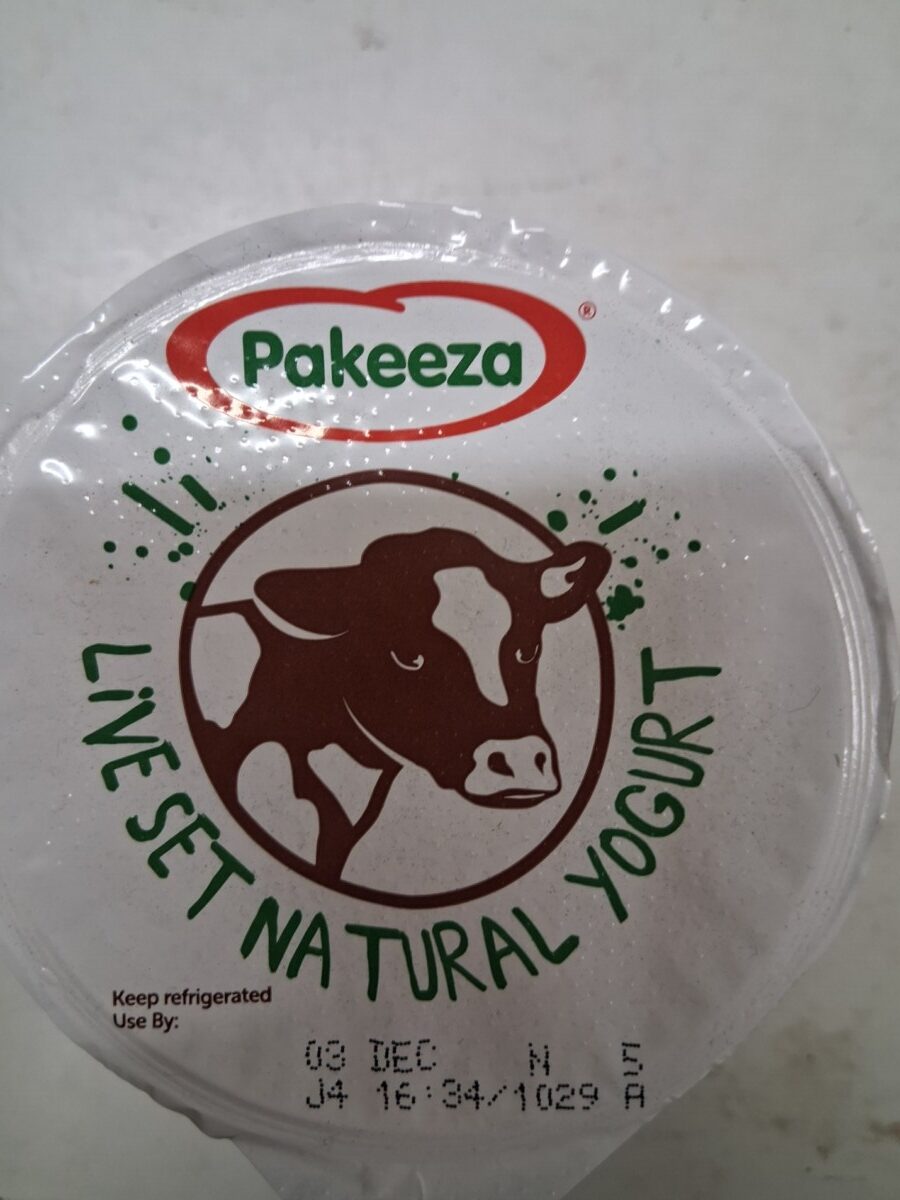 Pakeeza
®
LIVE SET NATURAL YOGURT
Keep refrigerated
Use By:
03 DEC N 5
J4 16:34/1029 A